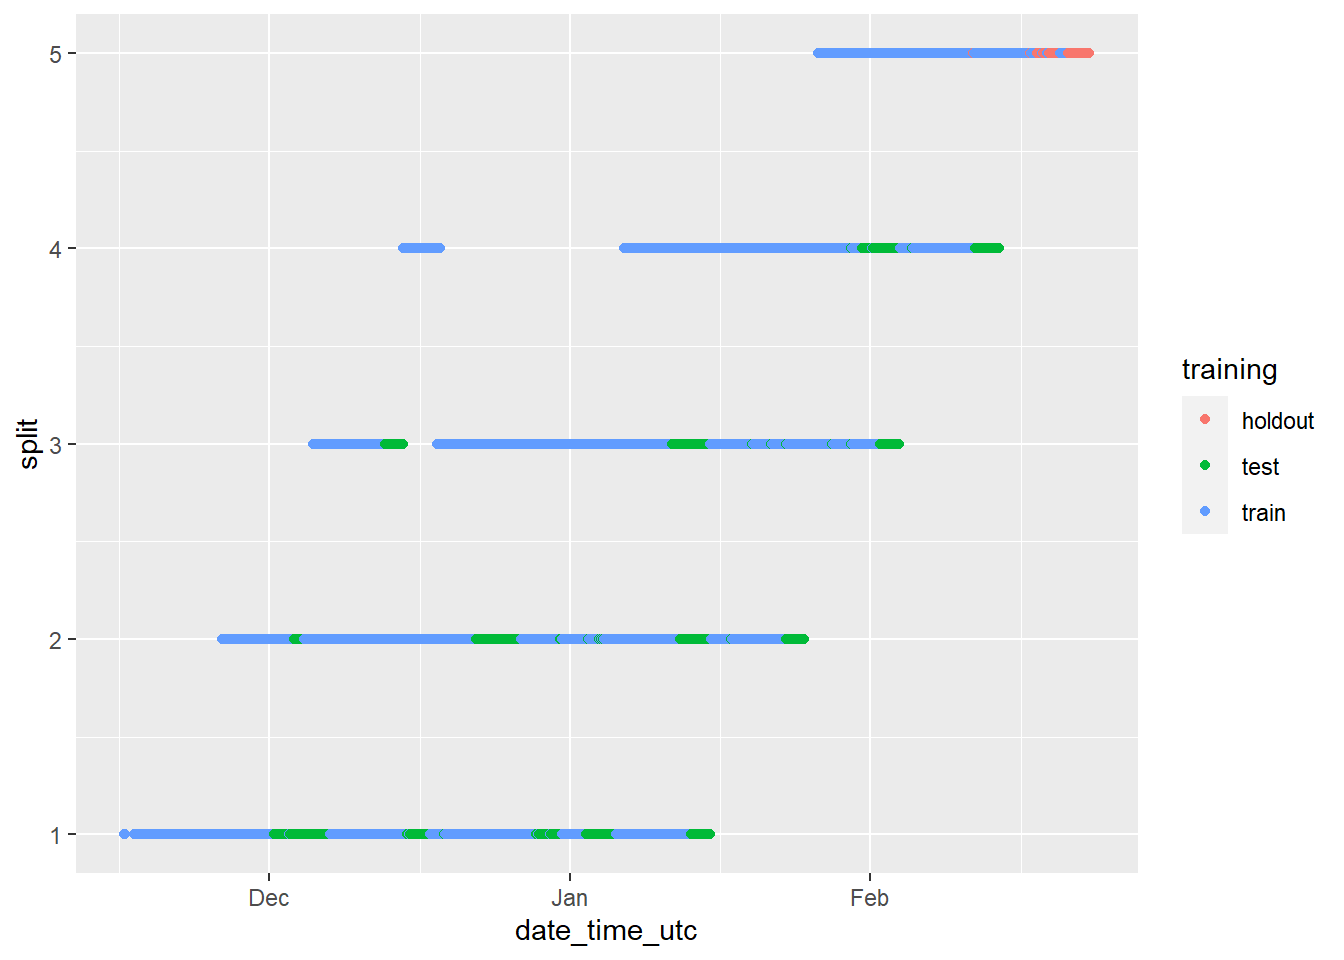 5
4
3
2
1
split
Dec
Jan
Feb
date_time_utc
training
holdout
test
train